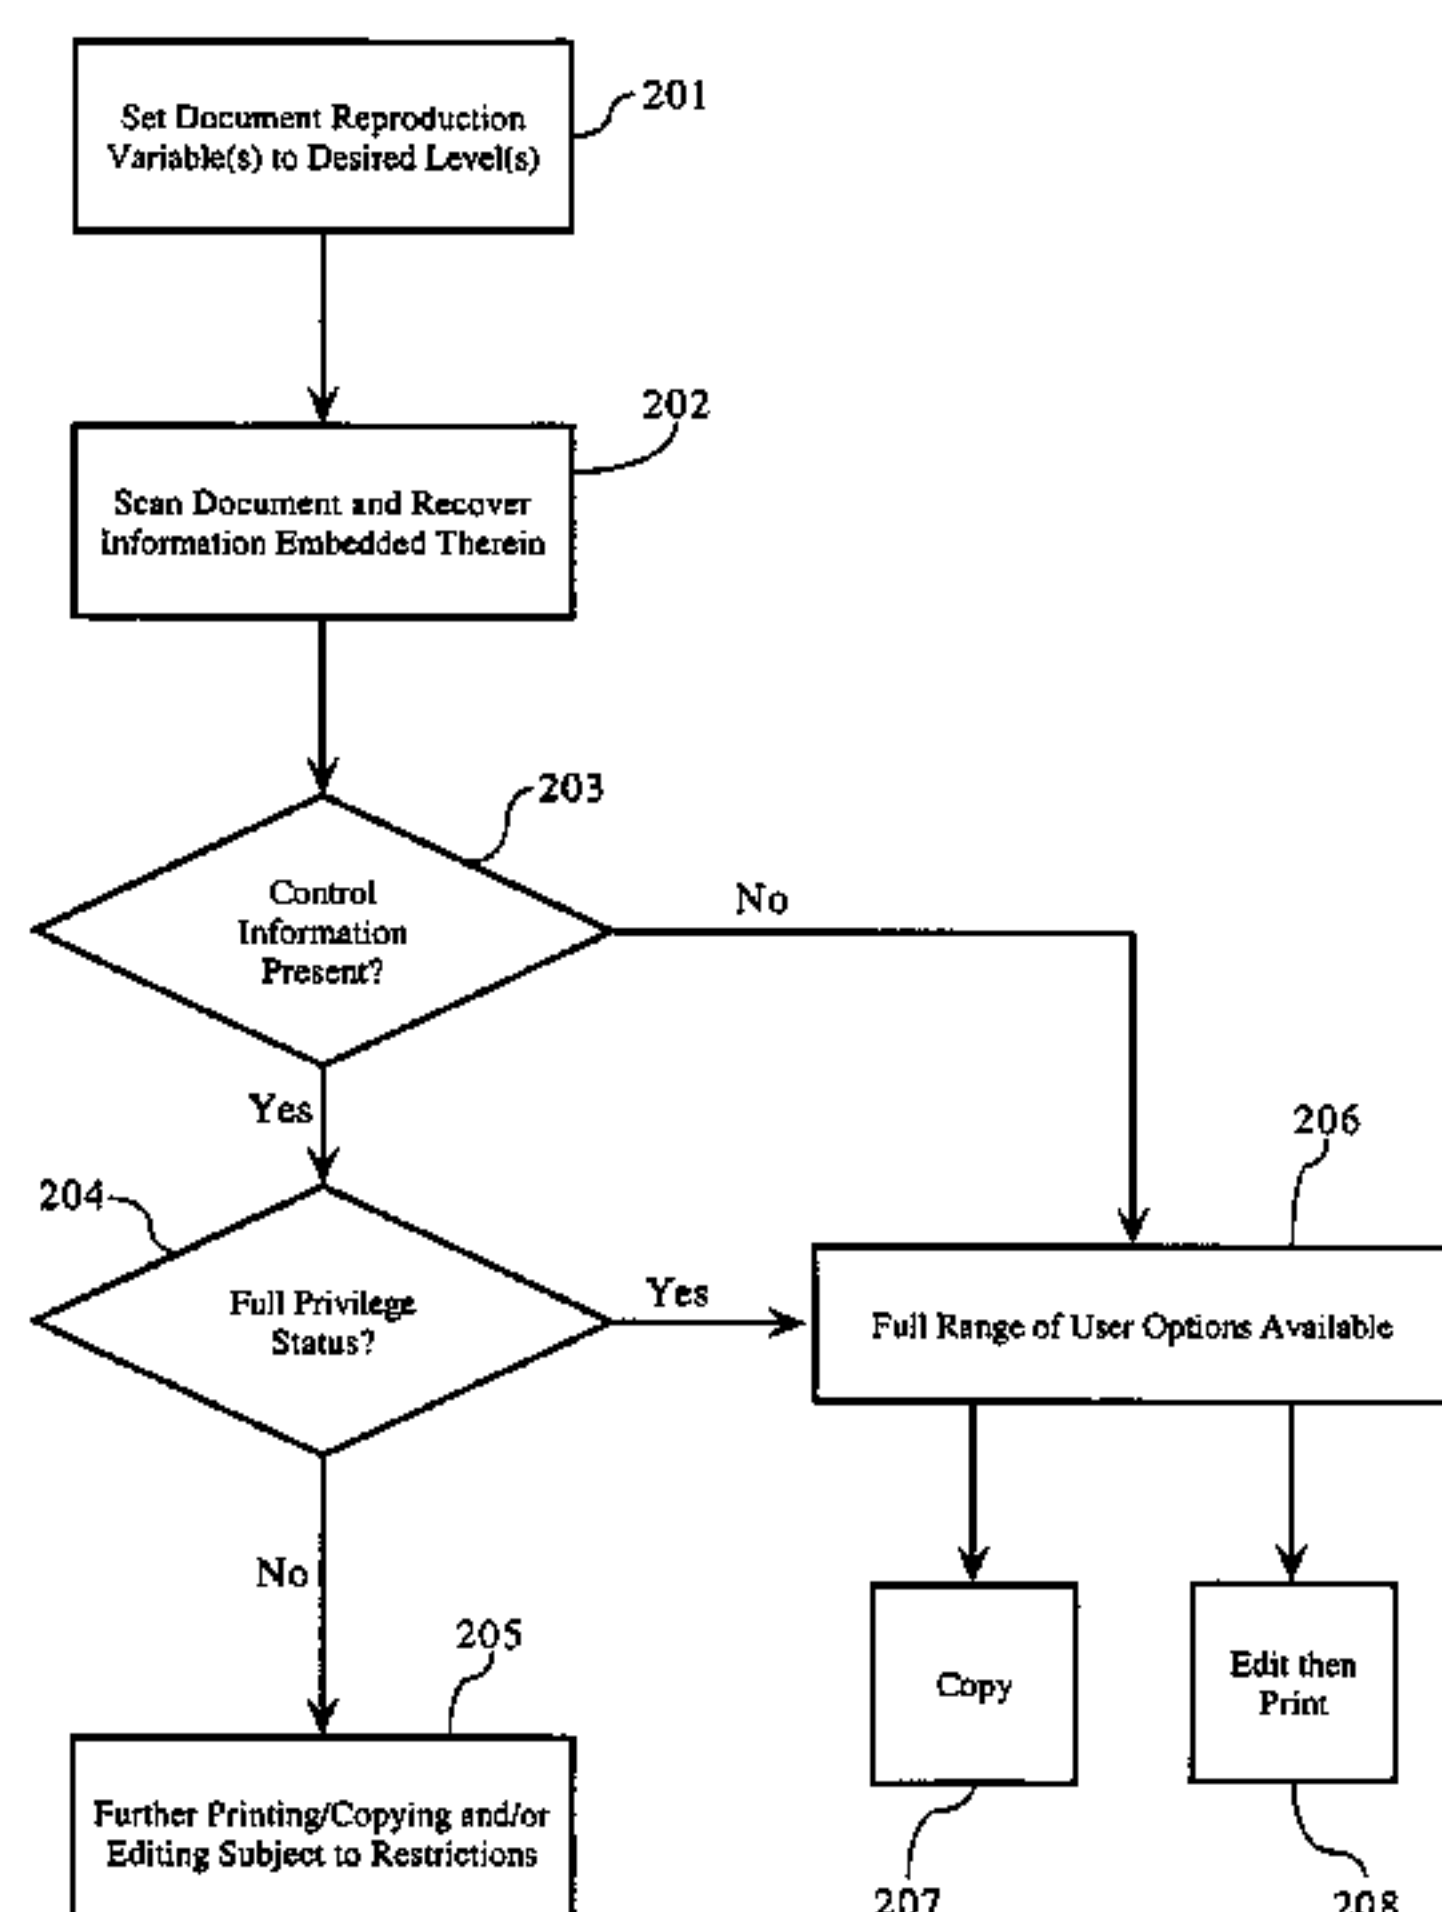 201
Set Document Reproduction
Variable(s) to Desired Level(s)
202
Scan Document and Recover
Information Embedded Therein
203
Control
Information
Present?
No
Yes
204
206
Full Privilege
Status?
Yes
Full Range of User Options Available
No
205
Copy
Edit then
Print
Further Printing/Copying and/or
Editing Subject to Restrictions
207
208